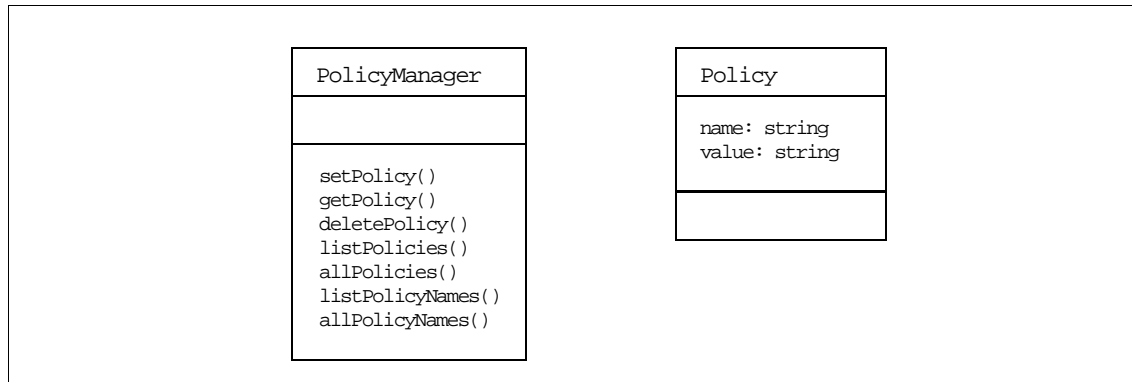 PolicyManager
setPolicy()
getPolicy()
deletePolicy()
listPolicies()
allPolicies()
listPolicyNames()
allPolicyNames()
Policy
name: string
value: string